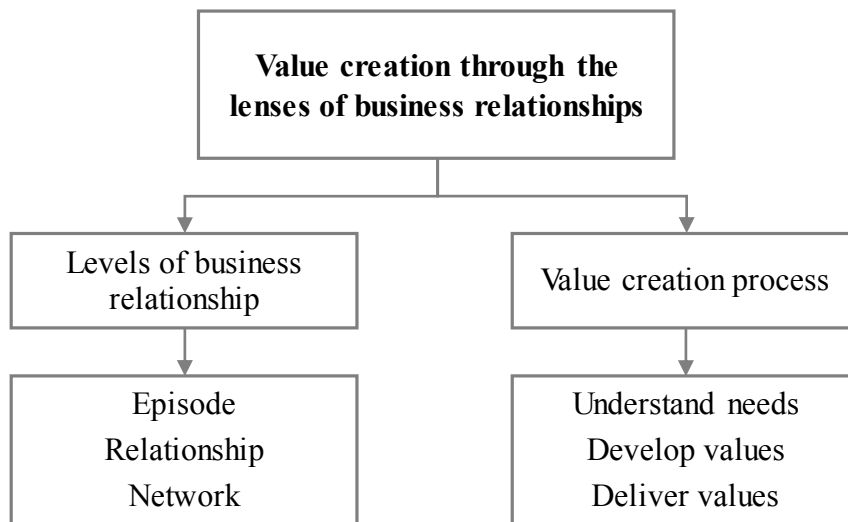 Value creation through the
lenses of business relationships
Levels of business
relationship
Value creation process
Episode
Relationship
Network
Understand needs
Develop values
Deliver values